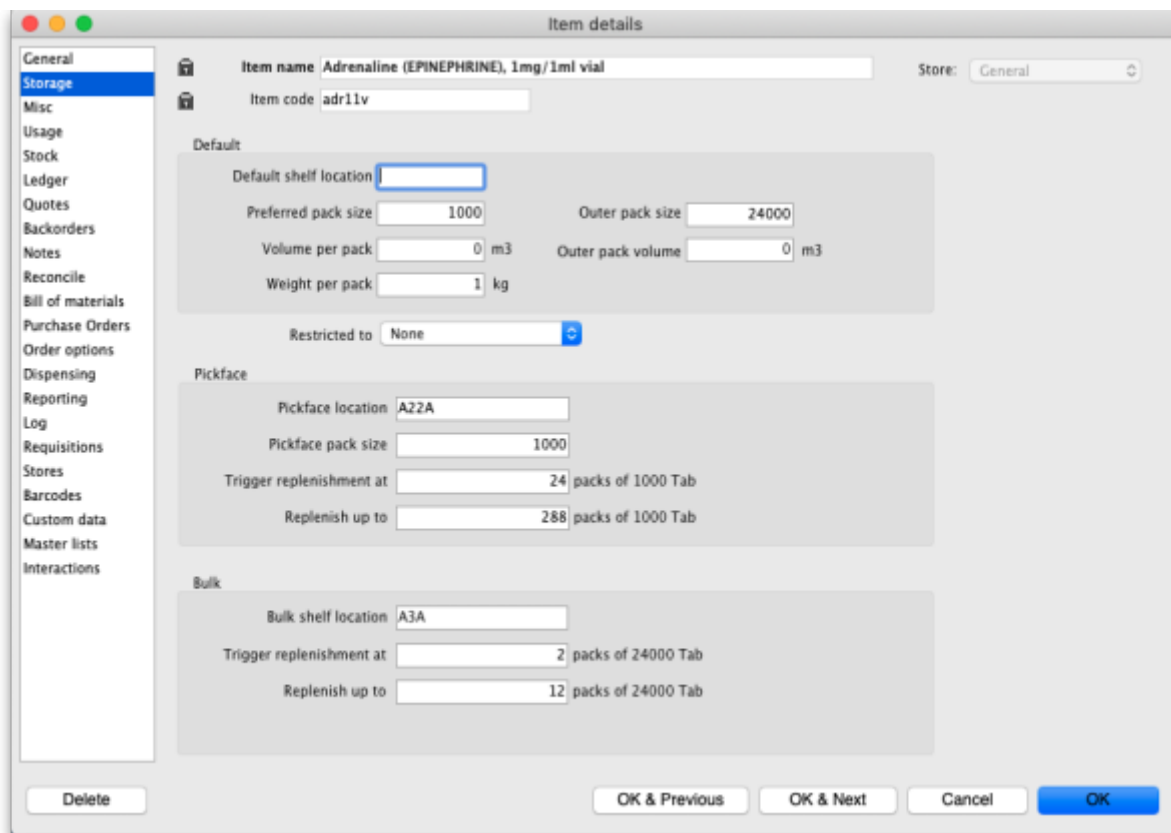 Item details
General
Storage
Misc
Usage
Stock
Ledger
Quotes
Backorders
Notes
Reconcile
Bill of materials
Purchase Orders
Order options
Dispensing
Reporting
Log
Requisitions
Stores
Barcodes
Custom data
Master lists
Interactions
Item name Adrenaline (EPINEPHRINE), 1mg/1ml vial Store: General
Item code adr11v
Default
Default shelf location
Preferred pack size 1000 Outer pack size 24000
Volume per pack 0 m3 Outer pack volume 0 m3
Weight per pack 1 kg
Restricted to None
Pickface
Pickface location A22A
Pickface pack size 1000
Trigger replenishment at 24 packs of 1000 Tab
Replenish up to 288 packs of 1000 Tab
Bulk
Bulk shelf location A3A
Trigger replenishment at 2 packs of 24000 Tab
Replenish up to 12 packs of 24000 Tab
Delete OK & Previous OK & Next Cancel OK